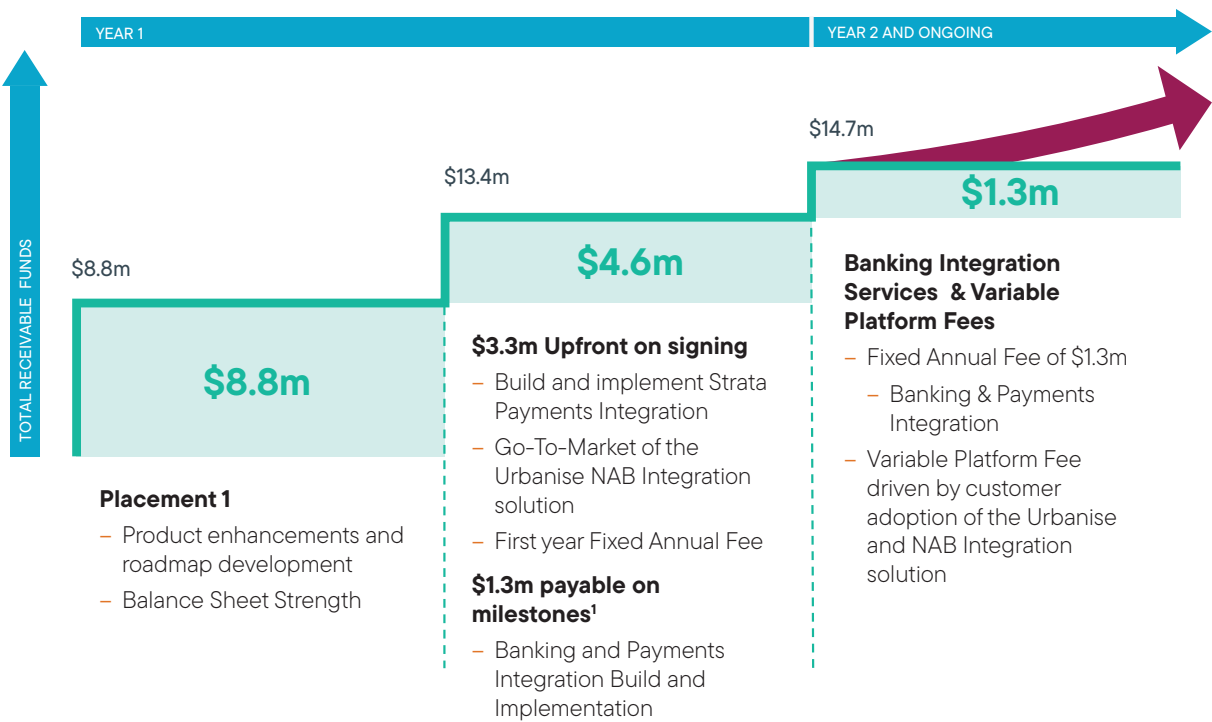 YEAR 1
YEAR 2 AND ONGOING
TOTAL RECEIVABLE FUNDS
$8.8m
$13.4m
$14.7m
$8.8m
$4.6m
$1.3m
Placement 1
– Product enhancements and
roadmap development
– Balance Sheet Strength
$3.3m Upfront on signing
– Build and implement Strata
Payments Integration
– Go-To-Market of the
Urbanise NAB Integration
solution
– First year Fixed Annual Fee
$1.3m payable on
milestones¹
– Banking and Payments
Integration Build and
Implementation
Banking Integration
Services & Variable
Platform Fees
– Fixed Annual Fee of $1.3m
– Banking & Payments
Integration
– Variable Platform Fee
driven by customer
adoption of the Urbanise
and NAB Integration
solution